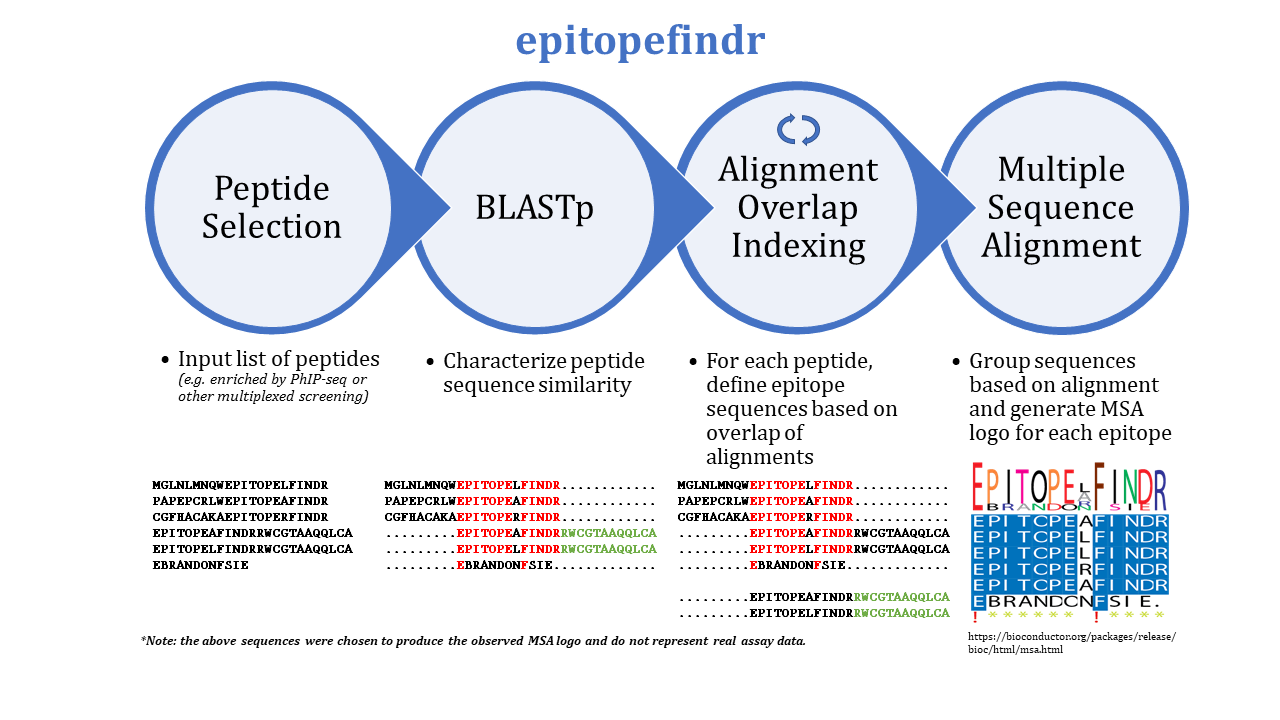 epitopefindr
Peptide
Selection
BLASTp
Alignment
Overlap
Indexing
Multiple
Sequence
Alignment
• Input list of peptides
(e.g. enriched by PhIP-seq or
other multiplexed screening)
• Characterize peptide
sequence similarity
• For each peptide,
define epitope
sequences based on
overlap of
alignments
• Group sequences
based on alignment
and generate MSA
logo for each epitope
MGLNLMNQWEPITOPELFINDR
PAPEPCRLWEPITOPEAFINDR
CGFHACAKAEPITOPERFINDR
EPITOPEAFINDRRWCGTAAQQLCA
EPITOPELFINDRRWCGTAAQQLCA
EBRANDONFSIE
MGLNLMNQWEPITOPELFINDR............
PAPEPCRLWEPITOPEAFINDR............
CGFHACAKAEPITOPERFINDR............
.........EPITOPEAFINDRRWCGTAAQQLCA
.........EPITOPELFINDRRWCGTAAQQLCA
.........EBRANDONFSIE.............
MGLNLMNQWEPITOPELFINDR............
PAPEPCRLWEPITOPEAFINDR............
CGFHACAKAEPITOPERFINDR............
.........EPITOPEAFINDRRWCGTAAQQLCA
.........EPITOPELFINDRRWCGTAAQQLCA
.........EBRANDONFSIE.............
.........EPITOPEAFINDRRWCGTAAQQLCA
.........EPITOPELFINDRRWCGTAAQQLCA
EPITOPELFINDR
EBRANDONFSIE
EPITCPEAFINDR
EPITCPELFINDR
EPITCPELFINDR
EPITCPERFINDR
EPITCPEAFINDR
EBRANDCNFSIE.
! * * * * * * ! * * * *
*Note: the above sequences were chosen to produce the observed MSA logo and do not represent real assay data.
https://bioconductor.org/packages/release/
bioc/html/msa.html